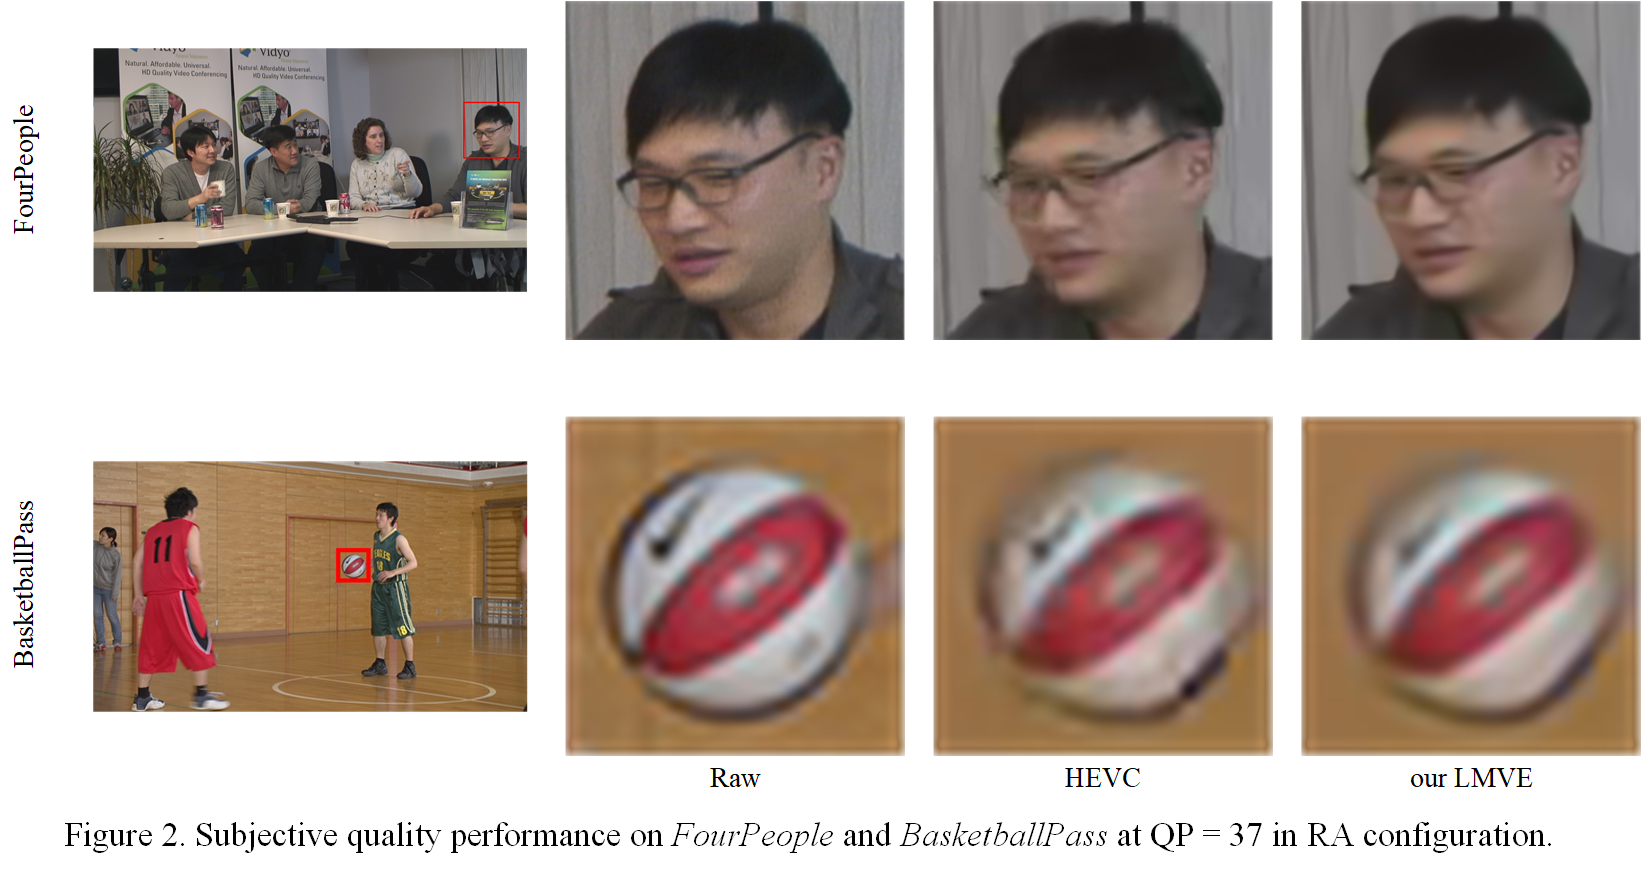 FourPeople
Vidyo
Vidyo
Natural. Affordable. Universal.
HD Quality Video Conferencing
Natural. Affordable. Universal.
HD Quality Video Conferencing
BasketballPass
11
EAGLES
18
18
Raw
HEVC
our LMVE
Figure 2. Subjective quality performance on FourPeople and BasketballPass at QP = 37 in RA configuration.